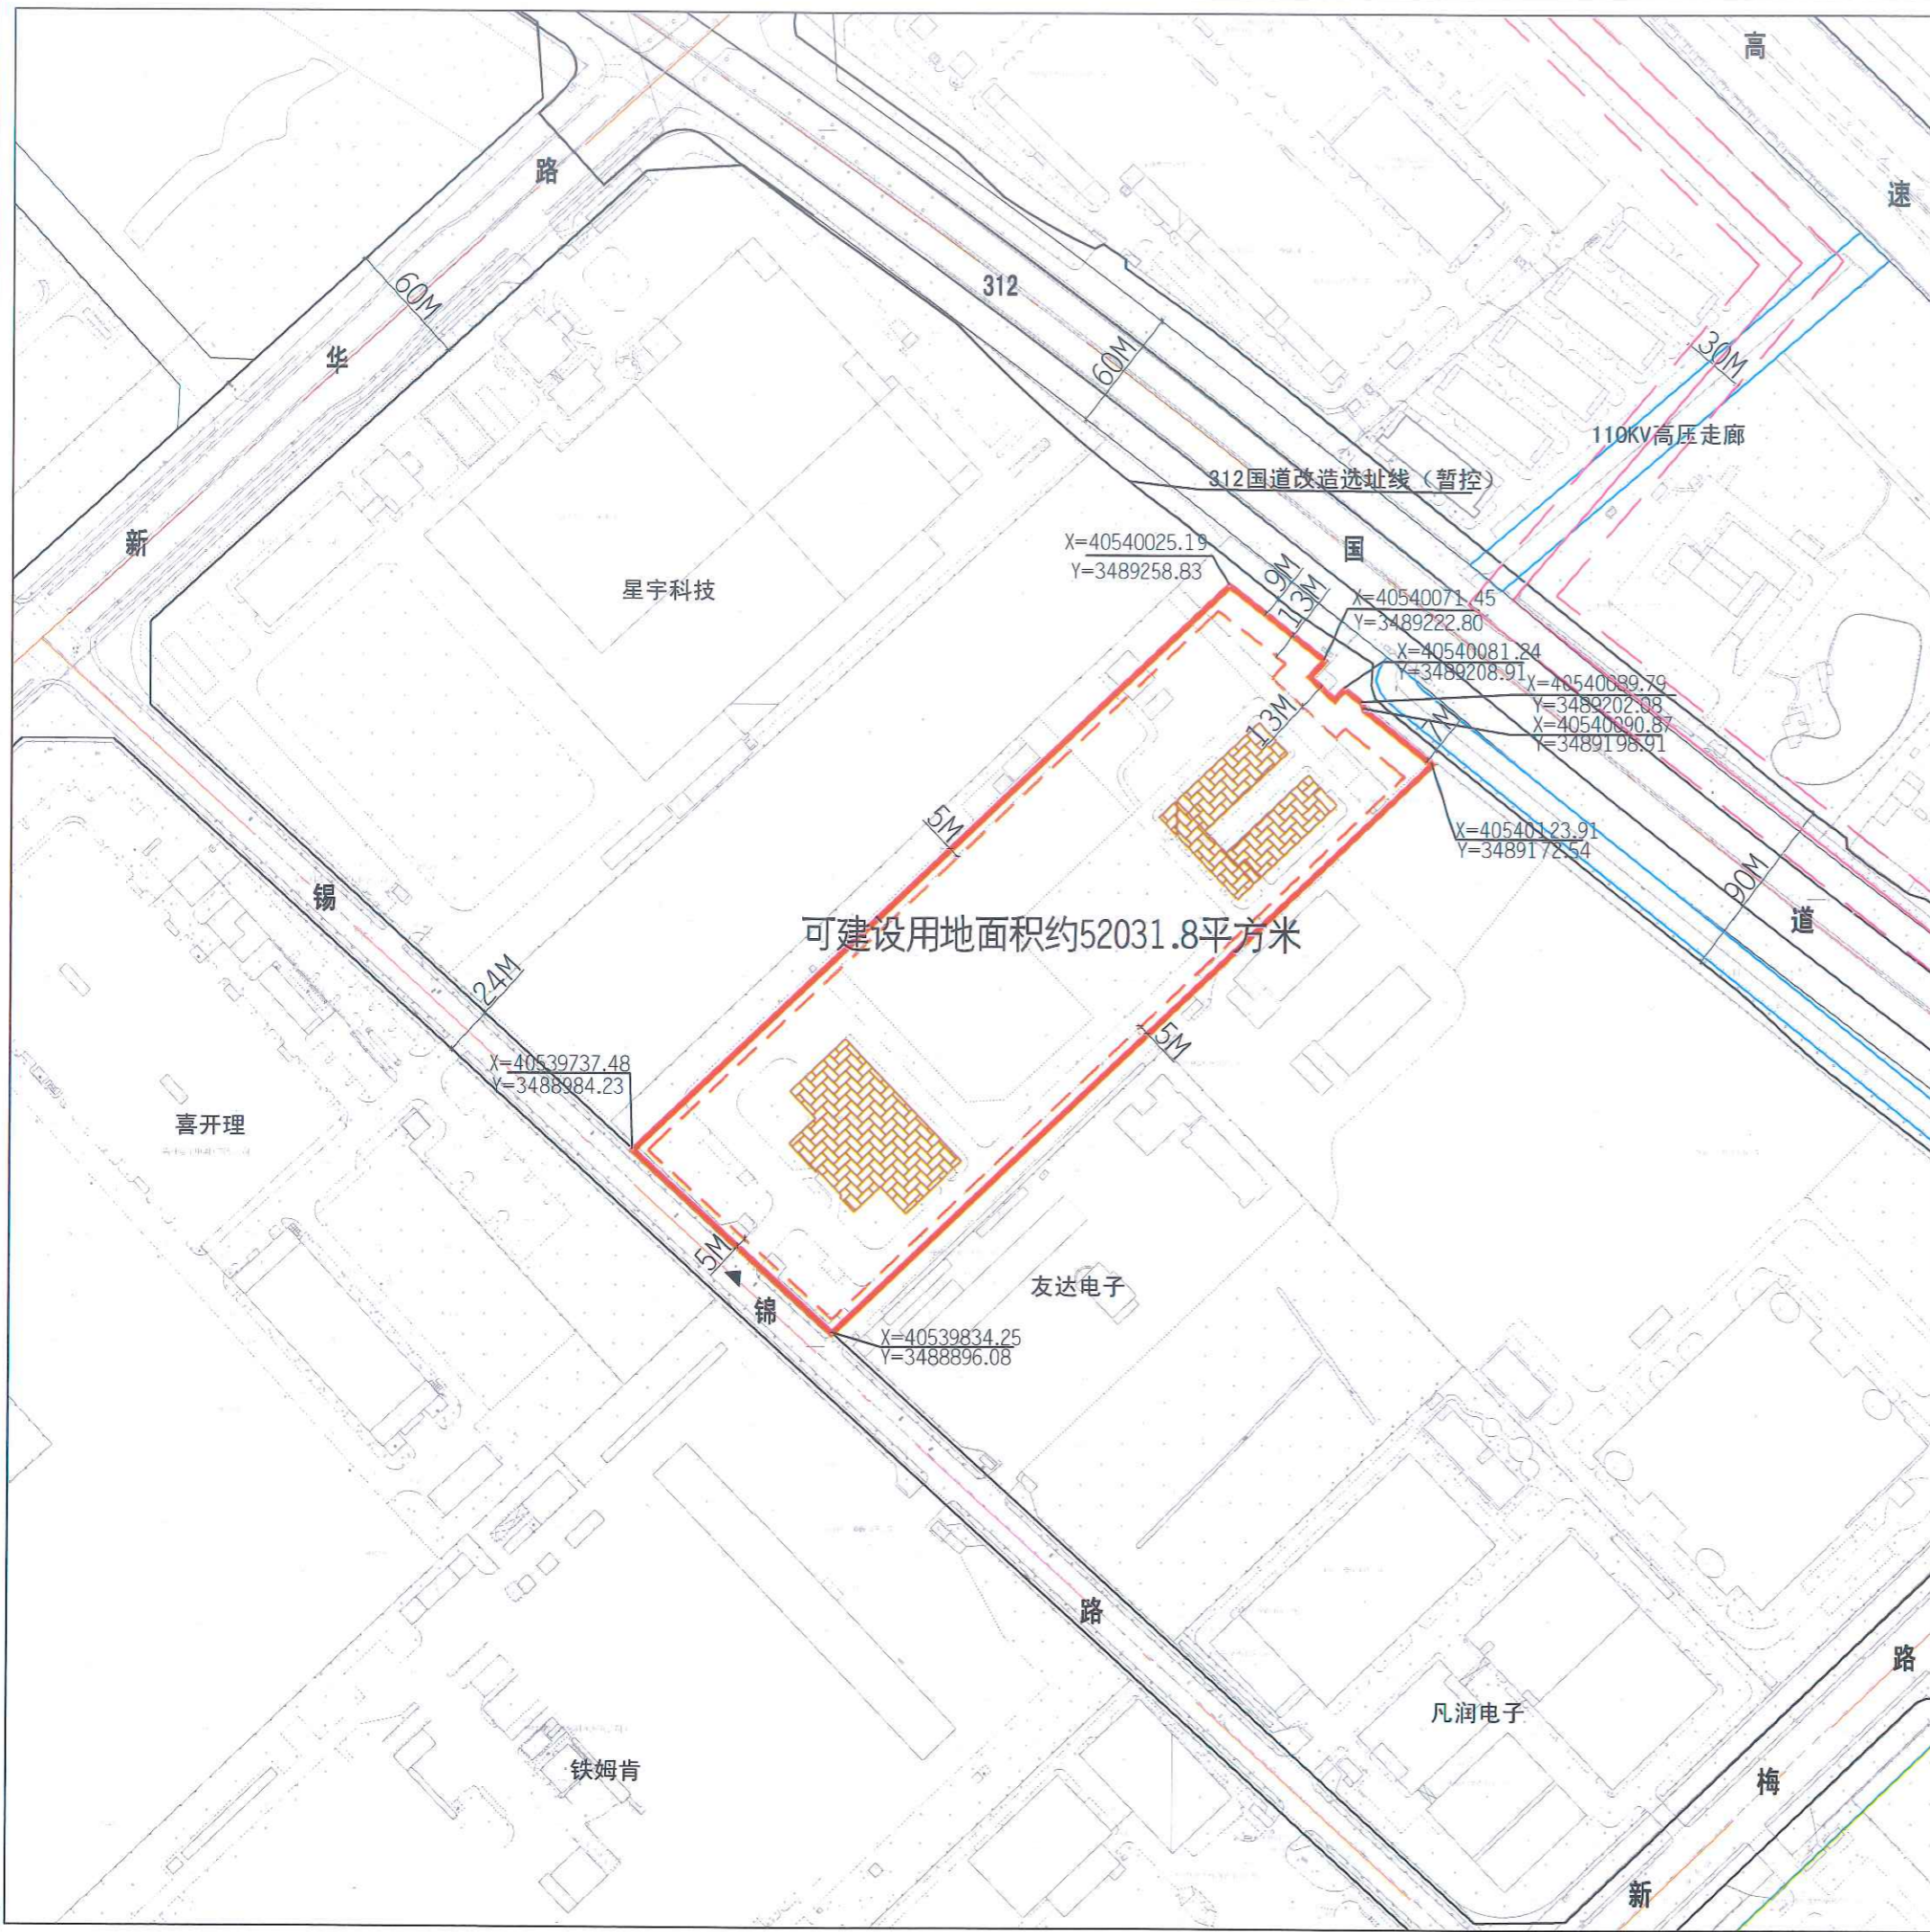 高
速
路
312
60M
华
60M
30M
110KV高压走廊
312国道改造选址线（暂控）
新
国
X=40540025.19
Y=3489258.83
9M
13M
星宇科技
X=40540071.45
Y=3489222.80
X=40540081.24
Y=3489208.91
X=40540089.79
Y=3489202.08
X=40540090.87
Y=3489198.91
13M
7M
5M
X=40540123.91
Y=3489172.54
90M
锡
道
可建设用地面积约52031.8平方米
24M
5M
X=40539737.48
Y=3488984.23
喜开理
5M
友达电子
锦
X=40539834.25
Y=3488896.08
路
路
凡润电子
铁姆肯
梅
新